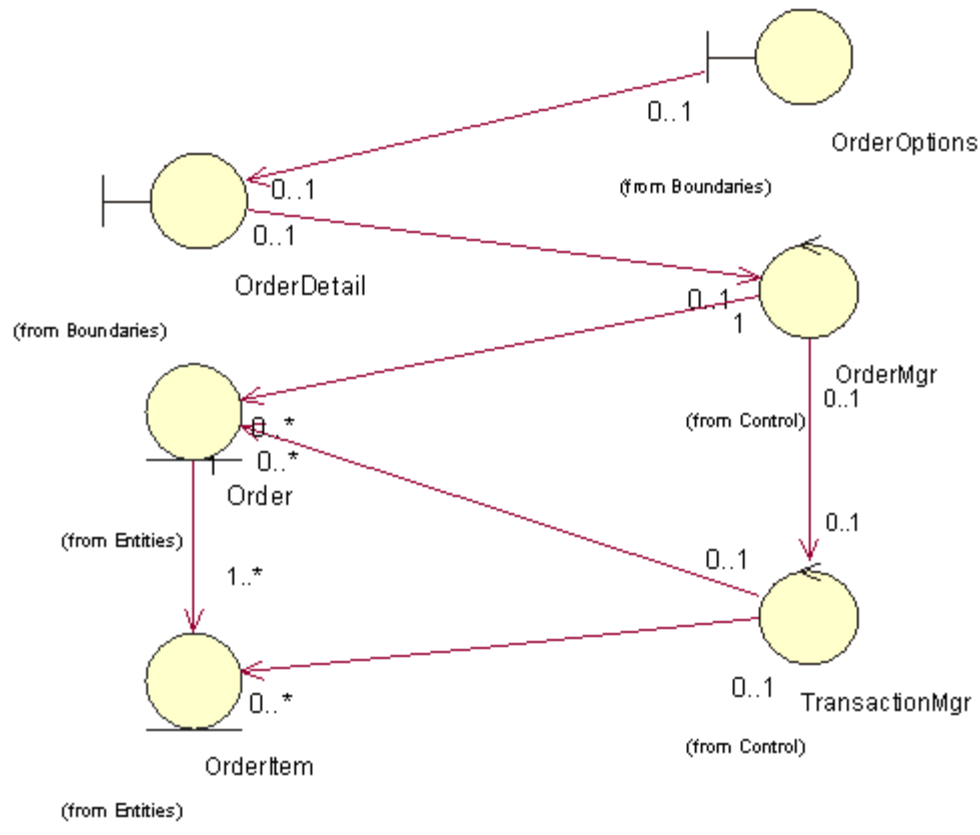 0..1
OrderOptions
(from Boundaries)
0..1
0..1
OrderDetail
0..1
1
(from Boundaries)
OrderMgr
0..1
(from Control)
0..*
0..*
1
Order
0..1
(from Entities)
0..1
1..*
0..1
TransactionMgr
0..*
(from Control)
OrderItem
(from Entities)